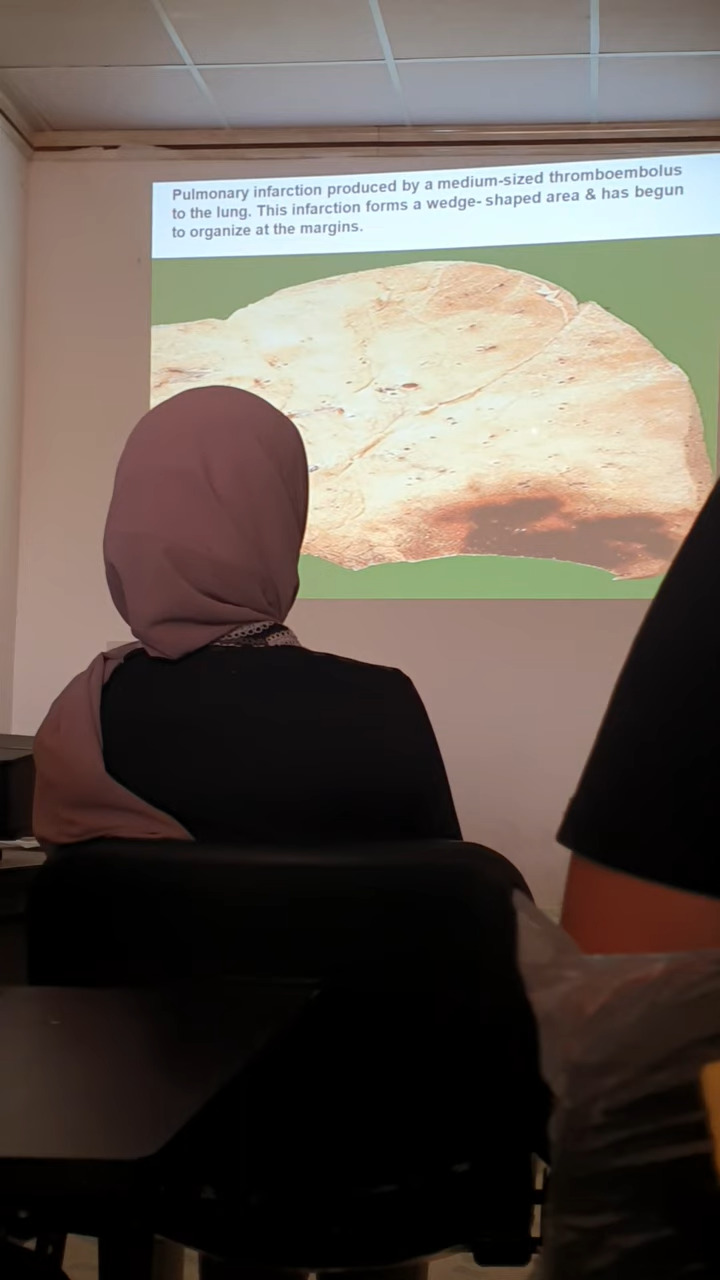 Pulmonary infarction produced by a medium-sized thromboembolus
to the lung. This infarction forms a wedge- shaped area & has begun
to organize at the margins.